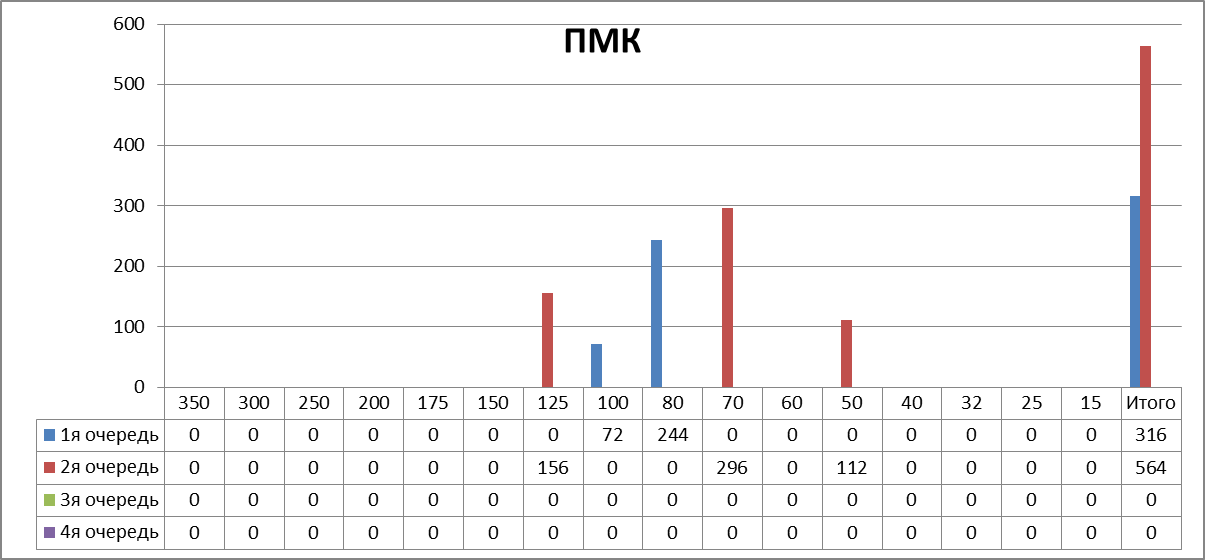 ПМК
600
500
400
300
200
100
0
350 300 250 200 175 150 125 100 80 70 60 50 40 32 25 15 Итого
1я очередь 0 0 0 0 0 0 0 72 244 0 0 0 0 0 0 0 316
2я очередь 0 0 0 0 0 0 156 0 0 296 0 112 0 0 0 0 564
3я очередь 0 0 0 0 0 0 0 0 0 0 0 0 0 0 0 0 0
4я очередь 0 0 0 0 0 0 0 0 0 0 0 0 0 0 0 0 0